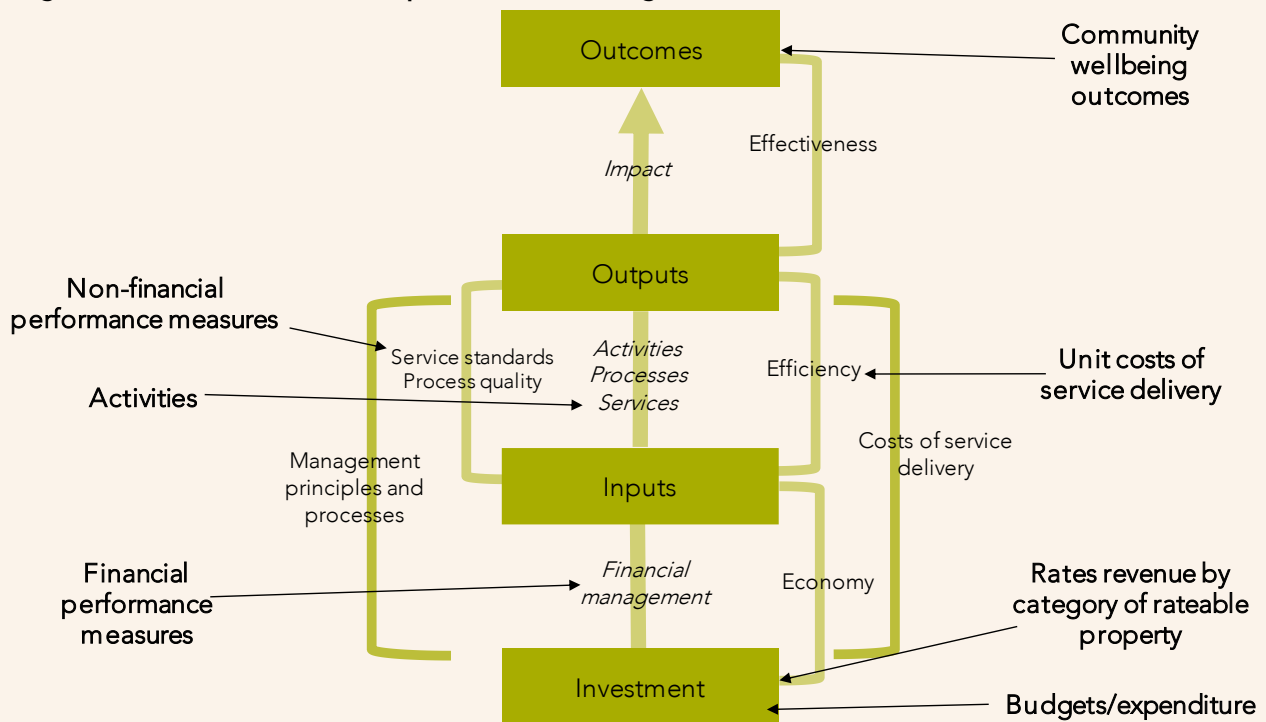 Outcomes
Community
wellbeing
outcomes
Effectiveness
Impact
Outputs
Non-financial
performance measures
Service standards
Process quality
Activities
Processes
Services
Efficiency
Unit costs of
service delivery
Activities
Costs of service
delivery
Management
principles and
processes
Inputs
Financial
performance
measures
Financial
management
Economy
Rates revenue by
category of rateable
property
Investment
Budgets/expenditure